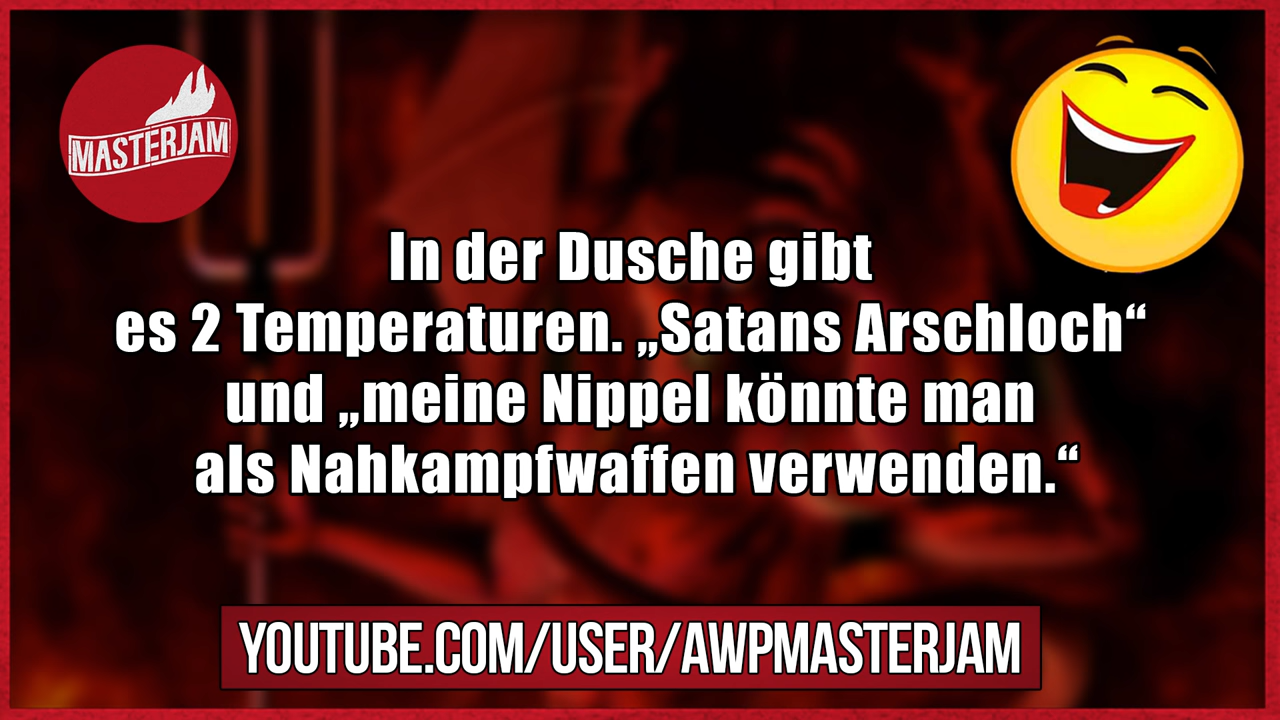 MASTERJAM
In der Dusche gibt
es 2 Temperaturen. „Satans Arschloch“
und „meine Nippel könnte man
als Nahkampfwaffen verwenden.“
YOUTUBE.COM/USER/AWPMASTERJAM